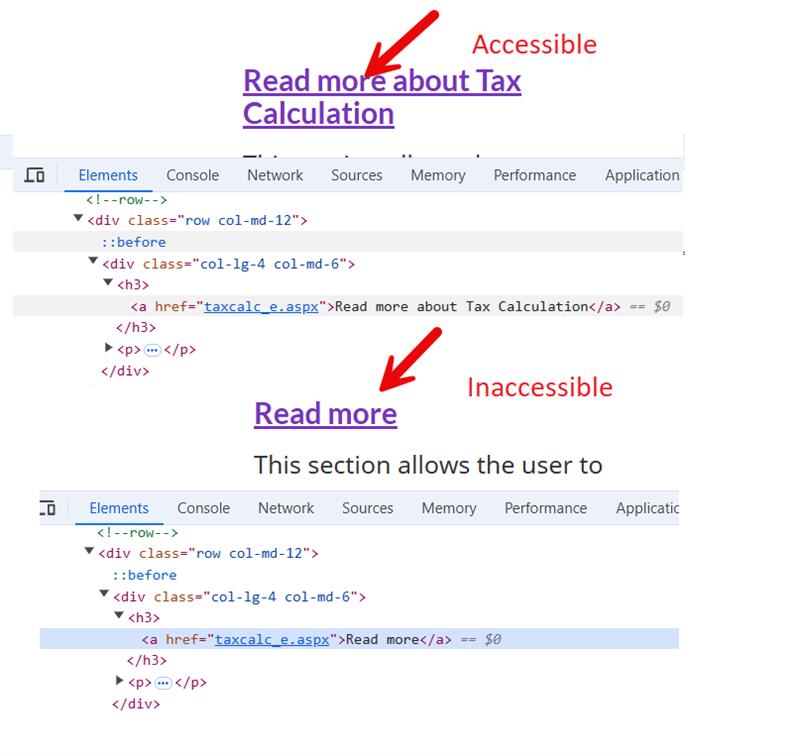 Accessible
Read more about Tax
Calculation
Elements Console Network Sources Memory Performance Application
<!--row-->
<div class="row col-md-12">
::before
<div class="col-lg-4 col-md-6">
<h3>
<a href="taxcalc_e.aspx">Read more about Tax Calculation</a> == $0
</h3>
<p>…</p>
</div>
Inaccessible
Read more
This section allows the user to
Elements Console Network Sources Memory Performance Applicatic
<!--row-->
<div class="row col-md-12">
::before
<div class="col-lg-4 col-md-6">
<h3>
<a href="taxcalc_e.aspx">Read more</a> == $0
</h3>
<p>…</p>
</div>